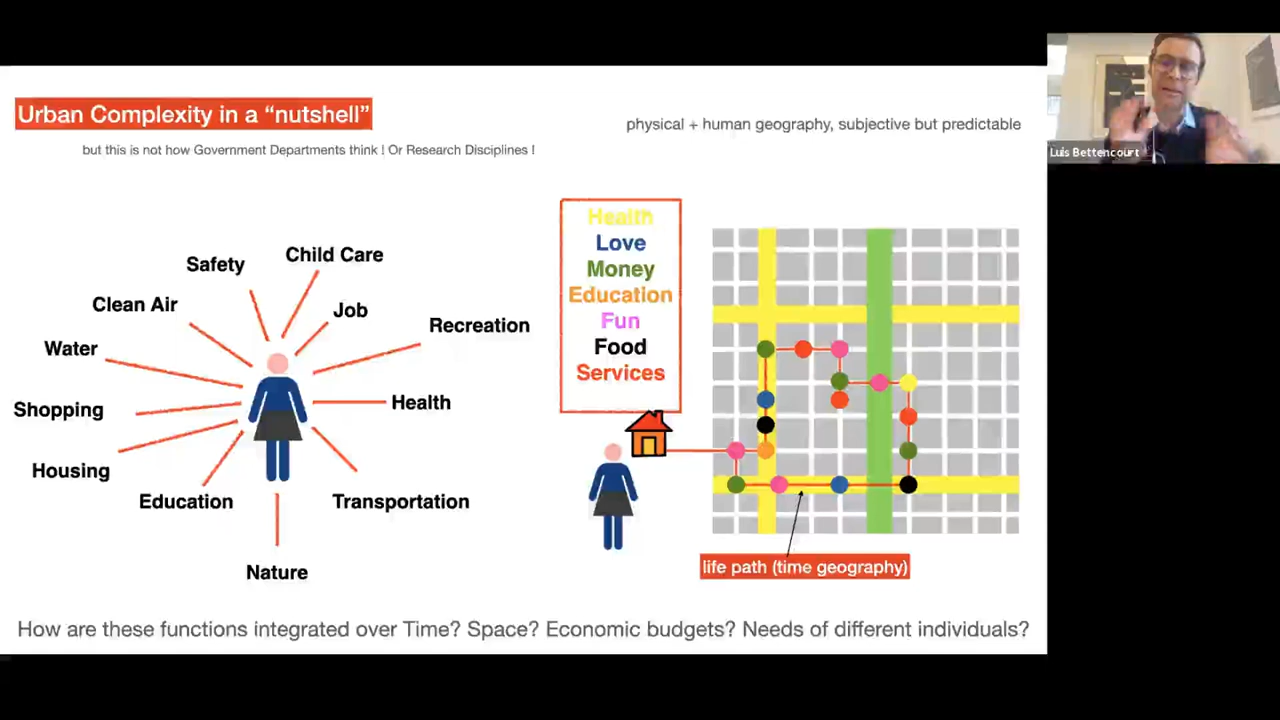 Urban Complexity in a “nutshell”
physical + human geography, subjective but predictable
but this is not how Government Departments think ! Or Research Disciplines !
Luis Bettencourt
Safety
Child Care
Clean Air
Job
Recreation
Water
Shopping
Health
Housing
Education
Transportation
Nature
Health
Love
Money
Education
Fun
Food
Services
life path (time geography)
How are these functions integrated over Time? Space? Economic budgets? Needs of different individuals?